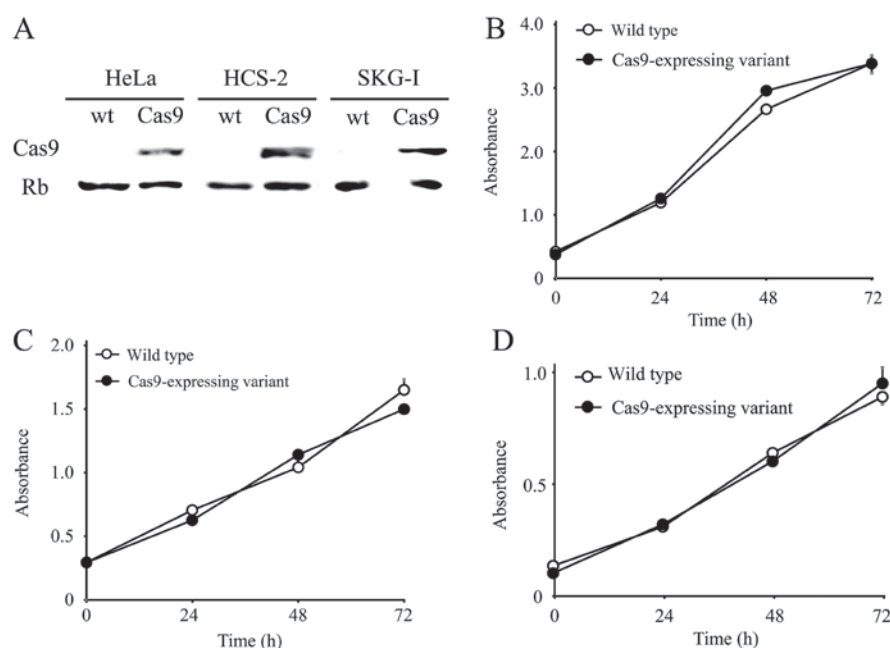 A
HeLa HCS-2 SKG-I
wt Cas9 wt Cas9 wt Cas9
Cas9
Rb
B
Wild type
Cas9-expressing variant
4.0
3.0
2.0
1.0
0
Absorbance
0 24 48 72
Time (h)
C
Wild type
Cas9-expressing variant
2.0
1.5
1.0
0.5
0
Absorbance
0 24 48 72
Time (h)
D
Wild type
Cas9-expressing variant
1.0
0.5
0
Absorbance
0 24 48 72
Time (h)